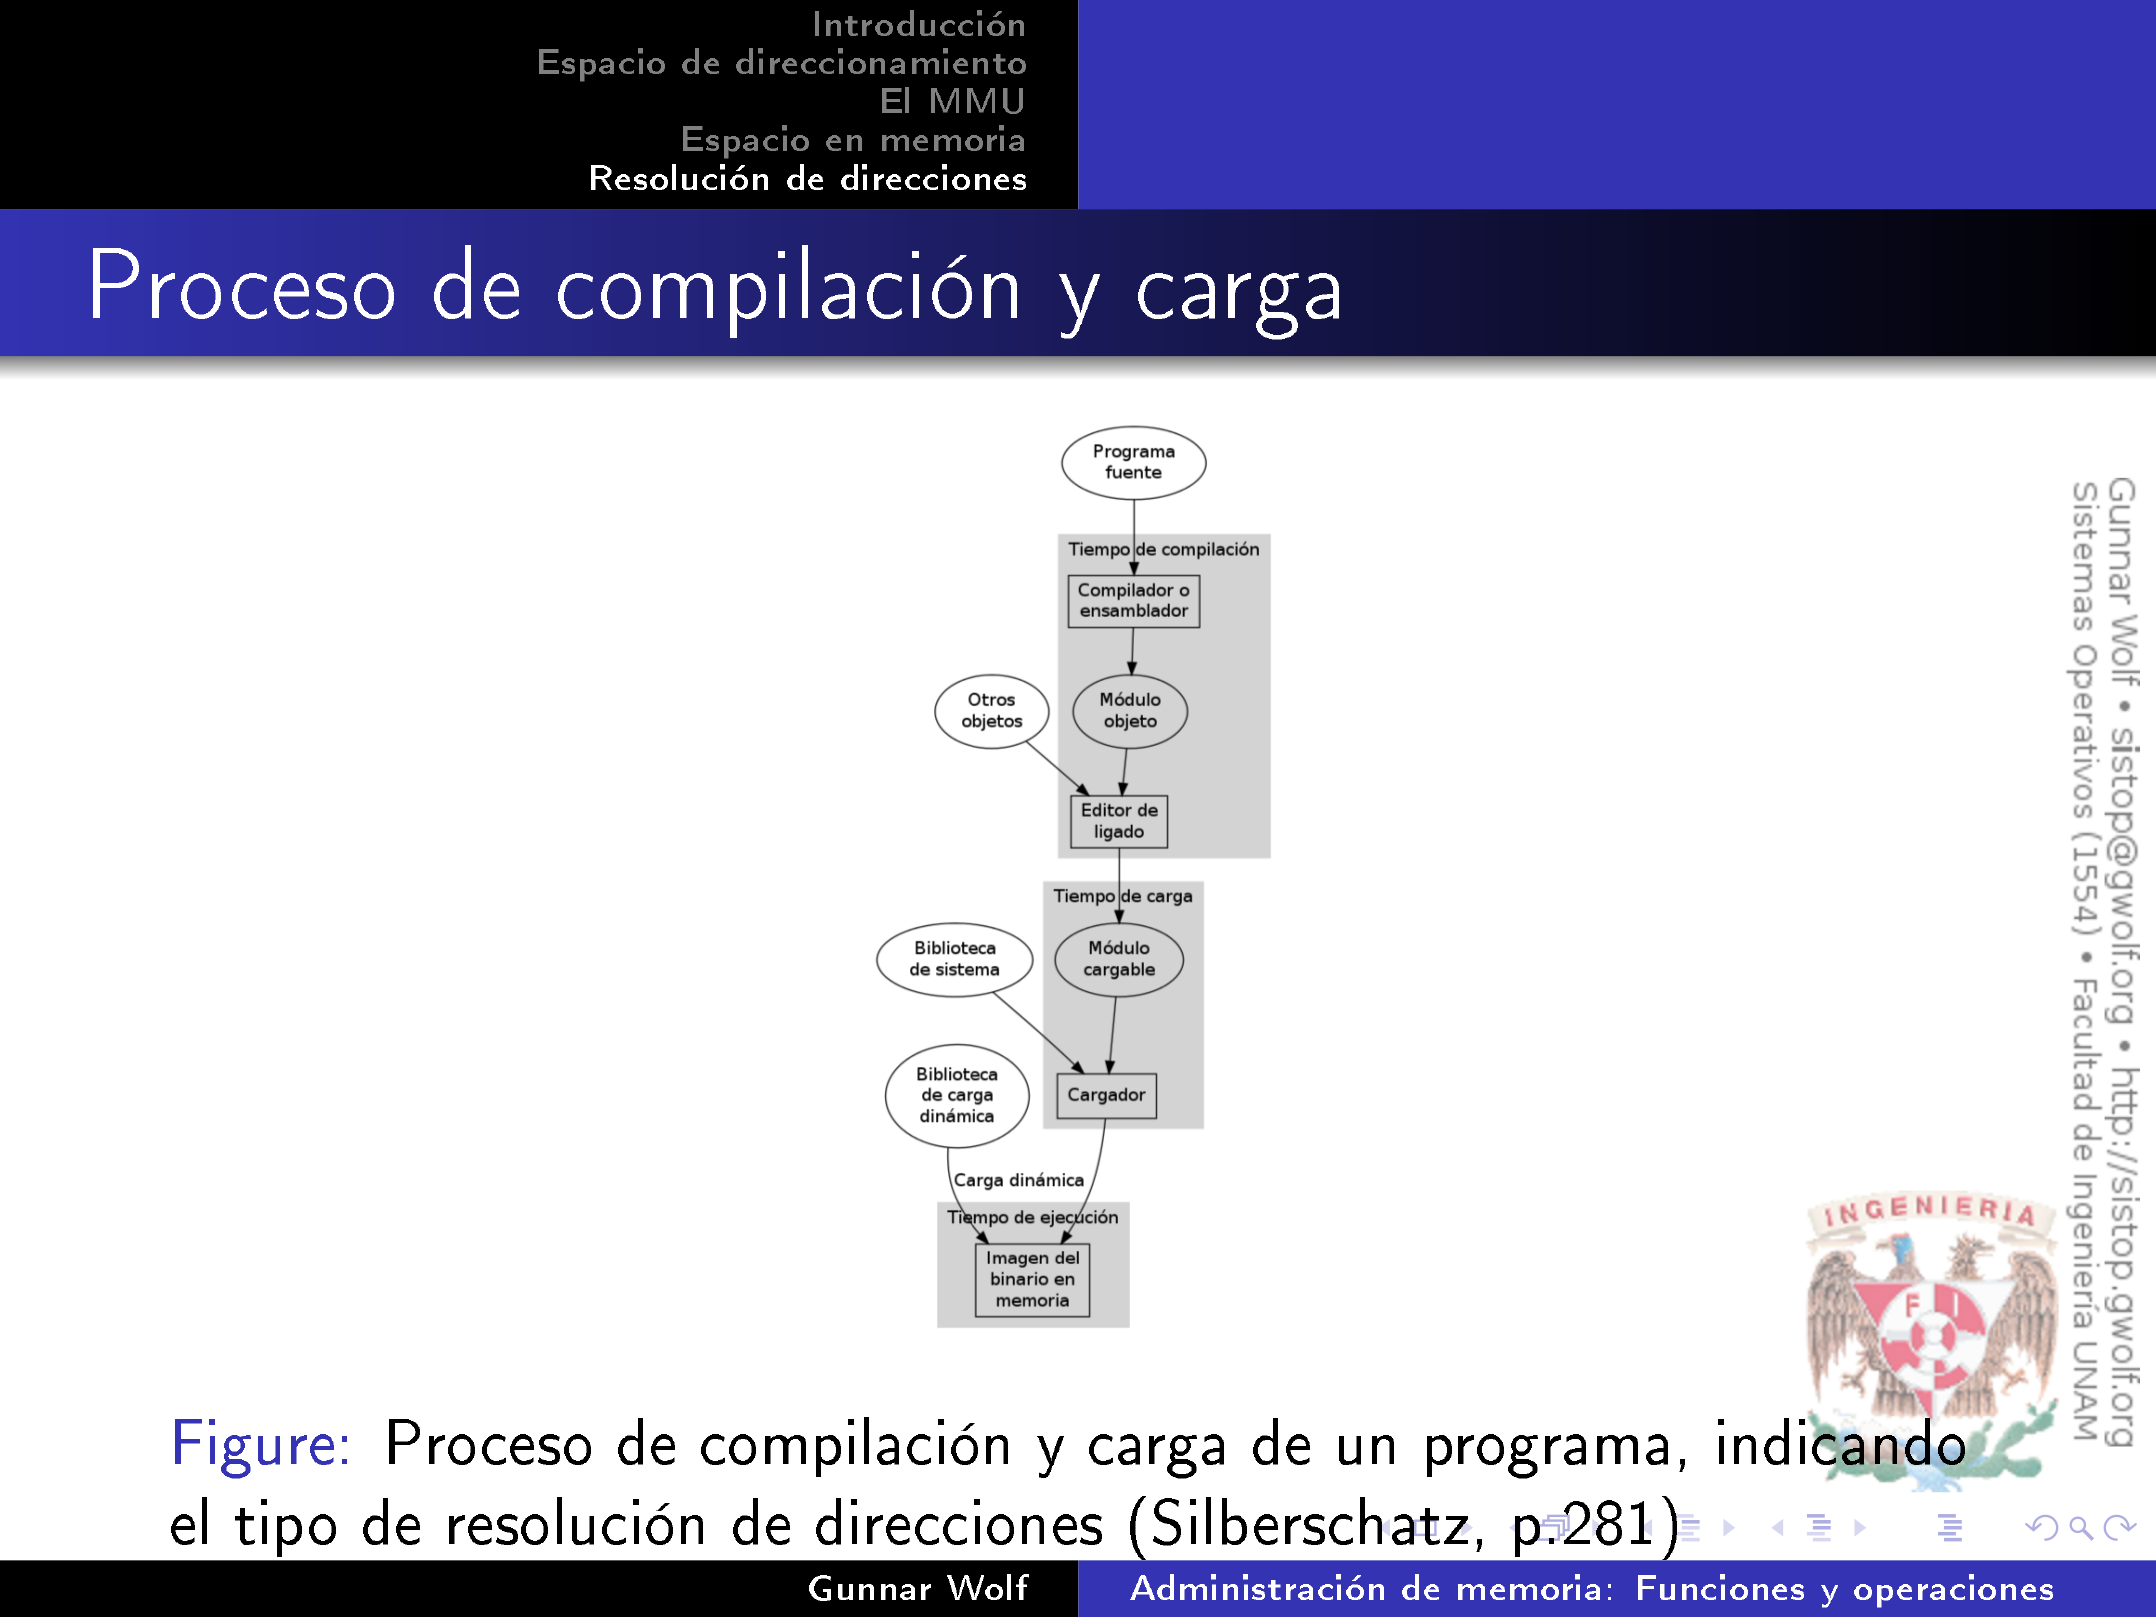 Introducción
Espacio de direccionamiento
El MMU
Espacio en memoria
Resolución de direcciones
Proceso de compilación y carga
Programa
fuente
Tiempo de compilación
Compilador o
ensamblador
Otros
objetos
Módulo
objeto
Editor de
ligado
Tiempo de carga
Biblioteca
de sistema
Módulo
cargable
Biblioteca
de carga
dinámica
Cargador
Carga dinámica
Tiempo de ejecución
Imagen del
binario en
memoria
Gunnar Wolf • sistop@gwolf.org • http://sistop.gwolf.org
Sistemas Operativos (1554) • Facultad de Ingeniería UNAM
INGENIERIA
F I
Figure: Proceso de compilación y carga de un programa, indicando
el tipo de resolución de direcciones (Silberschatz, p.281)
Gunnar Wolf
Administración de memoria: Funciones y operaciones